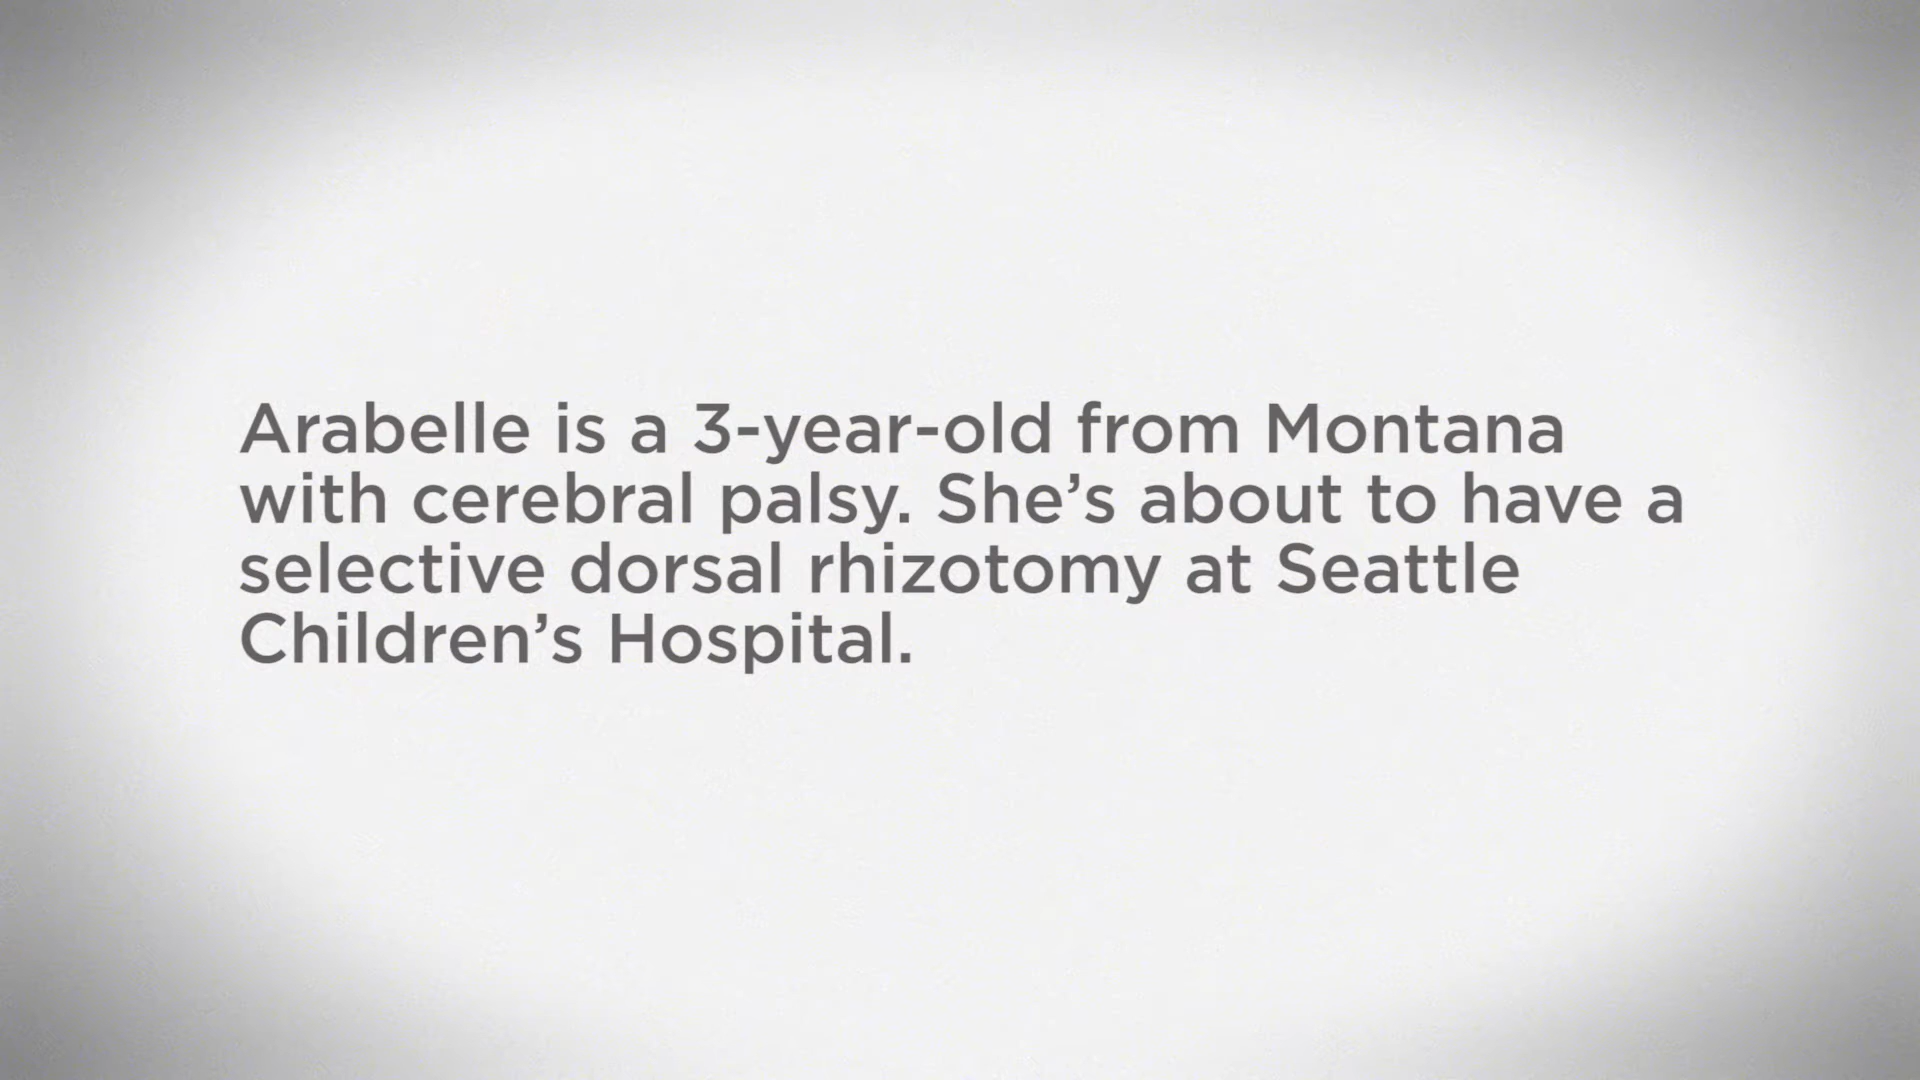 Arabelle is a 3-year-old from Montana
with cerebral palsy. She’s about to have a
selective dorsal rhizotomy at Seattle
Children’s Hospital.